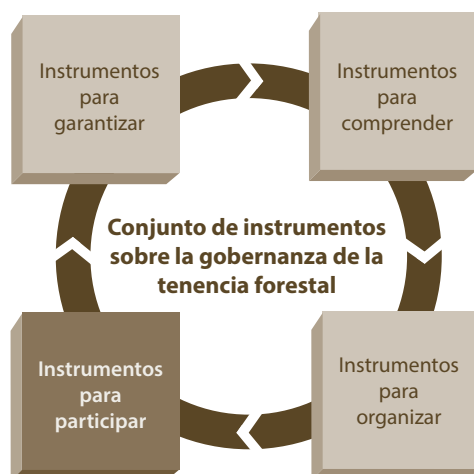 Instrumentos
para
garantizar
Instrumentos
para
comprender
Conjunto de instrumentos
sobre la gobernanza de la
tenencia forestal
Instrumentos
para
participar
Instrumentos
para
organizar